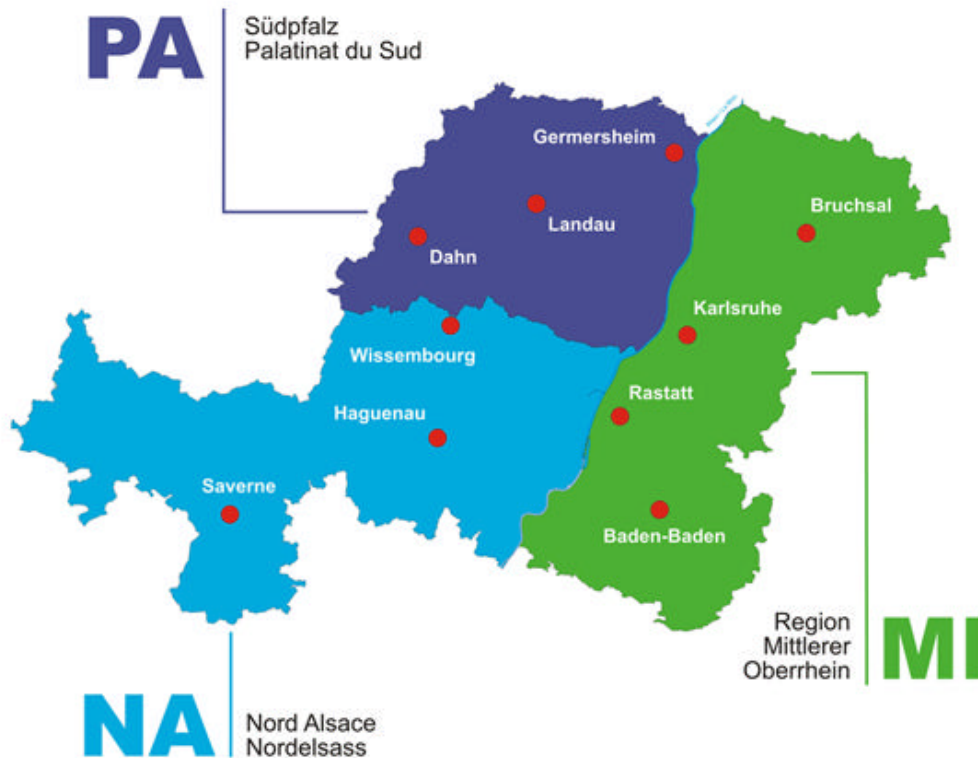 PA
Südpfalz
Palatinat du Sud
Germersheim
Bruchsal
Landau
Dahn
Karlsruhe
Wissembourg
Rastatt
Haguenau
Saverne
Baden-Baden
Region
Mittlerer
Oberrhein
MI
NA
Nord Alsace
Nordelsass